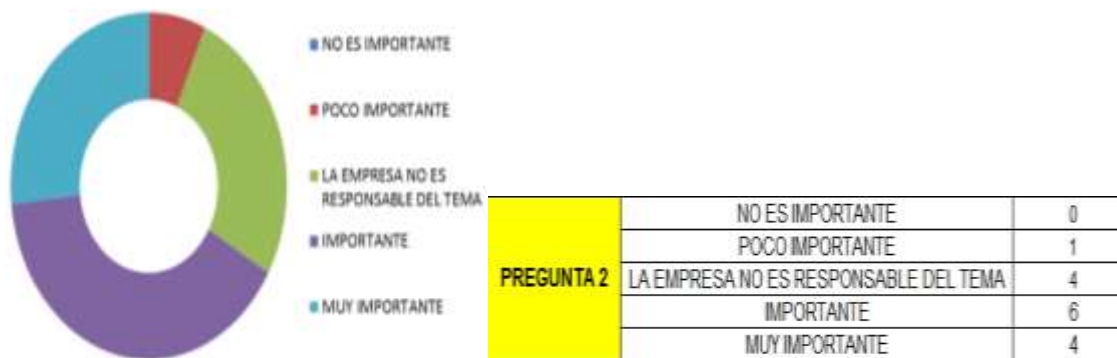 NO ES IMPORTANTE
POCO IMPORTANTE
LA EMPRESA NO ES
RESPONSABLE DEL TEMA
IMPORTANTE
MUY IMPORTANTE
PREGUNTA 2
NO ES IMPORTANTE 0
POCO IMPORTANTE 1
LA EMPRESA NO ES RESPONSABLE DEL TEMA 4
IMPORTANTE 6
MUY IMPORTANTE 4